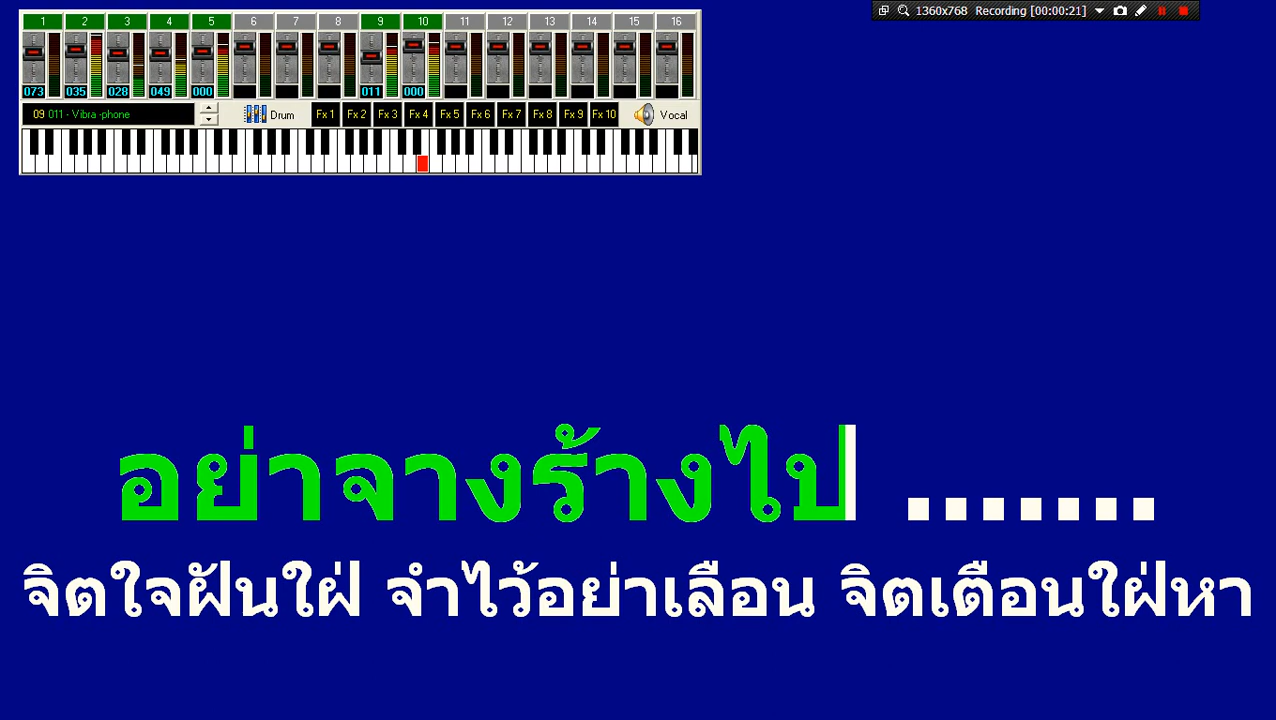 1 2 3 4 5 6 7 8 9 10 11 12 13 14 15 16
1360x768 Recording [00:00:21]
073 035 028 049 000 011 000
09 011 - Vibra -phone Drum Fx 1 Fx 2 Fx 3 Fx 4 Fx 5 Fx 6 Fx 7 Fx 8 Fx 9 Fx 10 Vocal
อย่าจางร้างไป .......
จิตใจฝันใฝ่ จำไว้อย่าเลือน จิตเตือนใฝ่หา